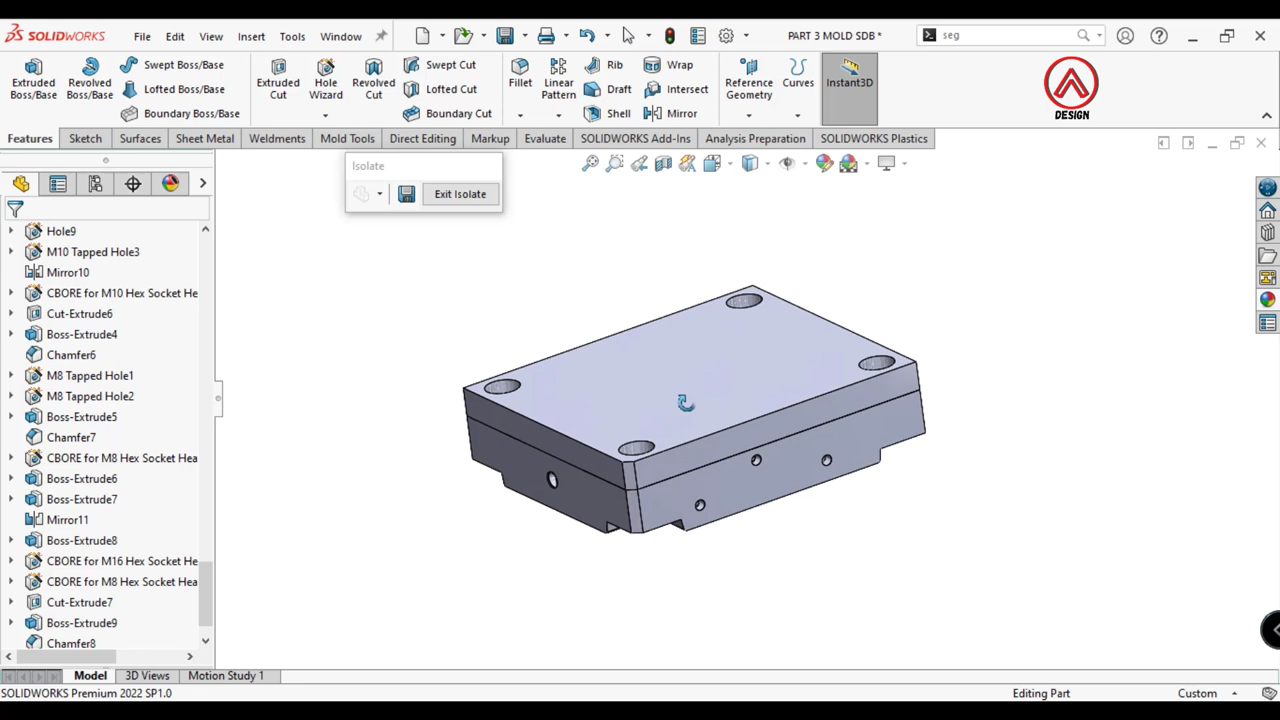 SOLIDWORKS File Edit View Insert Tools Window PART 3 MOLD SDB * seg
Extruded Boss/Base
Revolved Boss/Base
Swept Boss/Base
Lofted Boss/Base
Boundary Boss/Base
Extruded Cut
Hole Wizard
Revolved Cut
Swept Cut
Lofted Cut
Boundary Cut
Fillet
Linear Pattern
Rib
Draft
Shell
Wrap
Intersect
Mirror
Reference Geometry
Curves
Instant3D
DESIGN
Features Sketch Surfaces Sheet Metal Weldments Mold Tools Direct Editing Markup Evaluate SOLIDWORKS Add-Ins Analysis Preparation SOLIDWORKS Plastics
Isolate
Exit Isolate
Hole9
M10 Tapped Hole3
Mirror10
CBORE for M10 Hex Socket He
Cut-Extrude6
Boss-Extrude4
Chamfer6
M8 Tapped Hole1
M8 Tapped Hole2
Boss-Extrude5
Chamfer7
CBORE for M8 Hex Socket Hea
Boss-Extrude6
Boss-Extrude7
Mirror11
Boss-Extrude8
CBORE for M16 Hex Socket He
CBORE for M8 Hex Socket Hea
Cut-Extrude7
Boss-Extrude9
Chamfer8
Model 3D Views Motion Study 1
SOLIDWORKS Premium 2022 SP1.0 Editing Part Custom